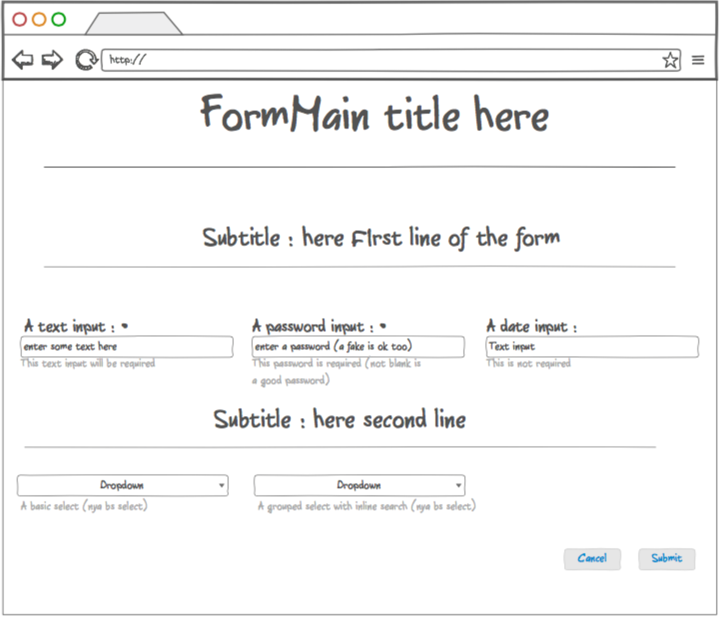 http://
FormMain title here
Subtitle : here FIrst line of the form
A text input : *
A password input : *
A date input :
enter some text here
enter a password (a fake is ok too)
Text input
This text input will be required
This password is required (not blank is
a good password)
This is not required
Subtitle : here second line
Dropdown
Dropdown
A basic select (nya bs select)
A grouped select with inline search (nya bs select)
Cancel
Submit